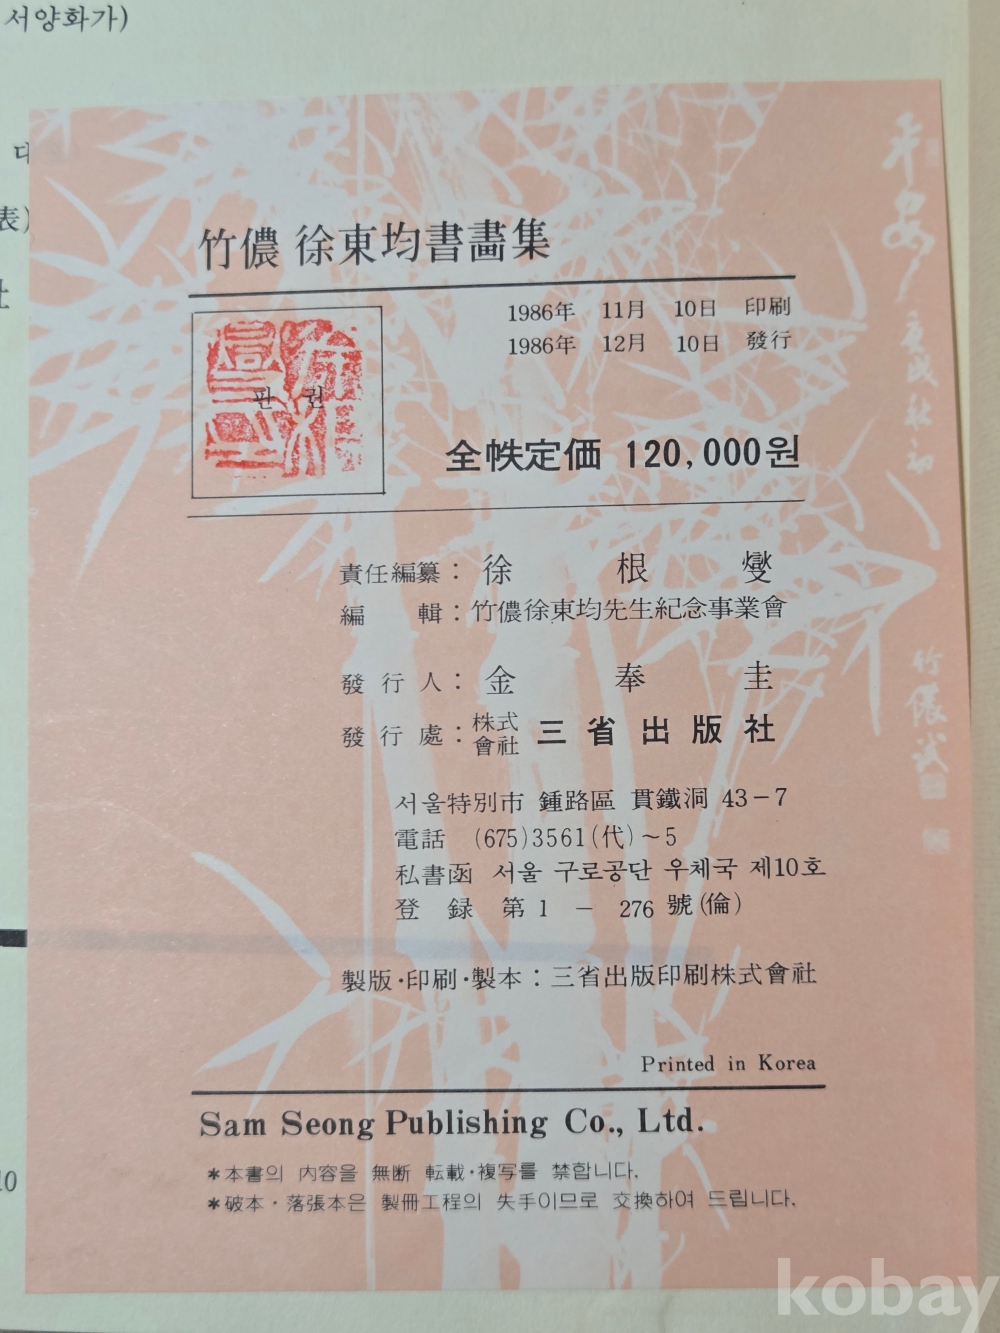 서양화가)
表)
竹儂 徐東均書畵集
1986年 11月 10日 印刷
1986年 12月 10日 發行
판 권
全帙定価 120,000원
責任編纂 : 徐 根 燮
編 輯 : 竹儂徐東均先生紀念事業會
發 行 人 : 金 奉 圭
發 行 處 : 株式會社 三省出版社
서울特別市 鍾路區 貫鐵洞 43-7
電話 (675)3561(代)~5
私書函 서울 구로공단 우체국 제10호
登 録 第 1 - 276 號(倫)
製版·印刷·製本 : 三省出版印刷株式會社
Printed in Korea
Sam Seong Publishing Co., Ltd.
*本書의 内容을 無断 転載·複写를 禁합니다.
*破本·落張本은 製冊工程의 失手이므로 交換하여 드립니다.
竹儂
kobay